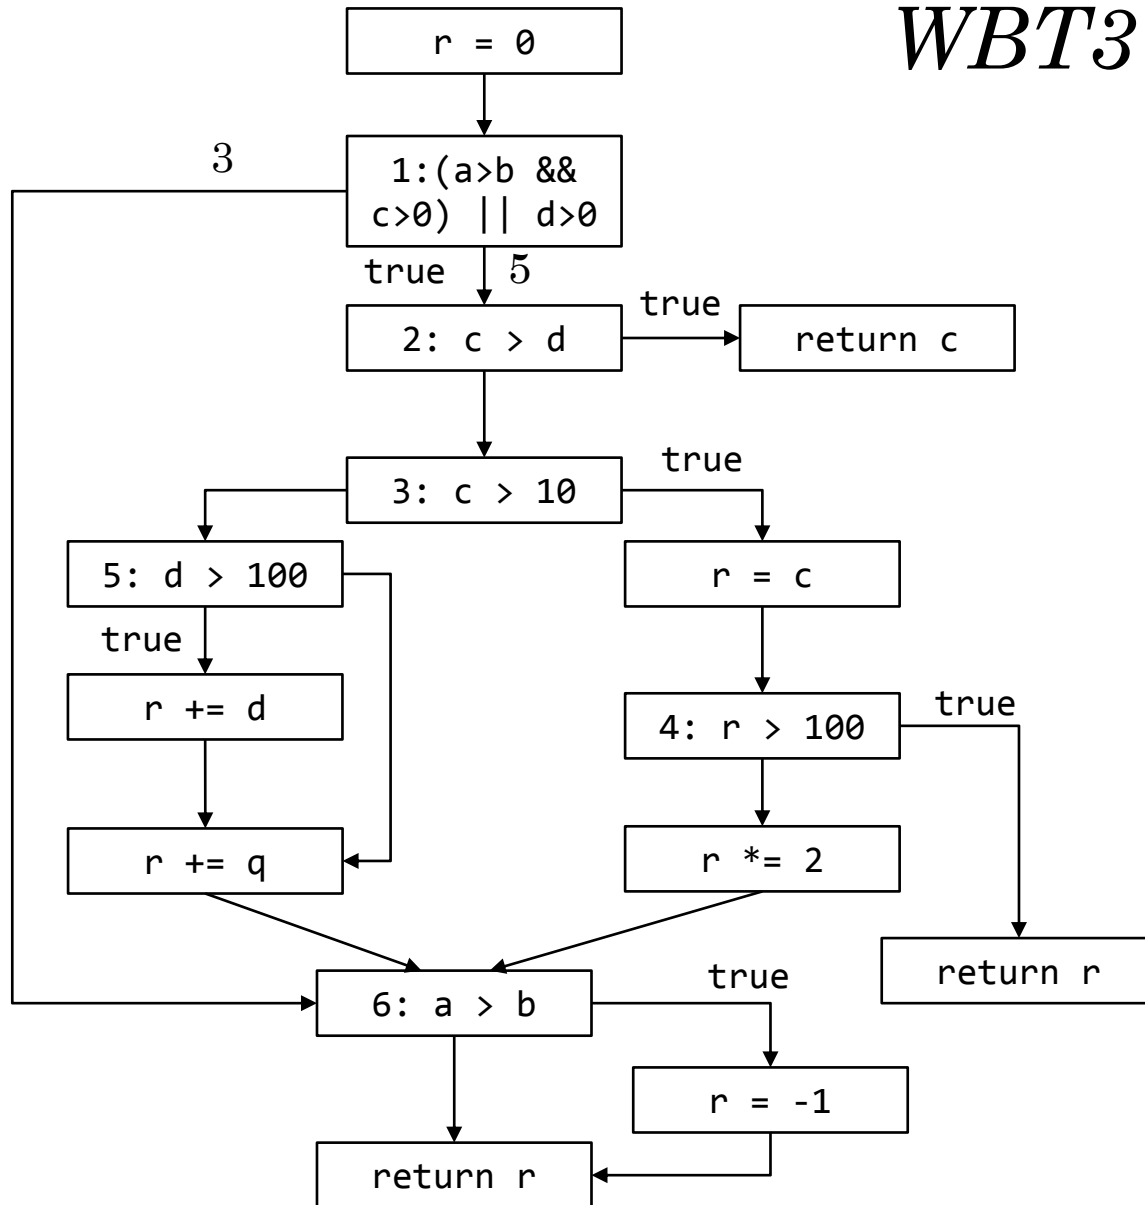 WBT3
r = 0
3
1:(a>b &&
c>0) || d>0
true
5
true
2: c > d
return c
true
3: c > 10
5: d > 100
r = c
true
r += d
true
4: r > 100
r += q
r *= 2
return r
true
6: a > b
r = -1
return r